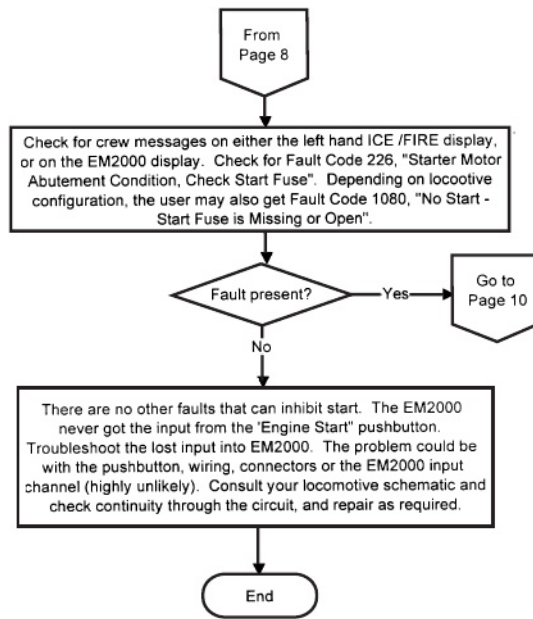 From
Page 8
Check for crew messages on either the left hand ICE /FIRE display,
or on the EM2000 display.  Check for Fault Code 226, "Starter Motor
Abutement Condition, Check Start Fuse".  Depending on locootive
configuration, the user may also get Fault Code 1080, "No Start -
Start Fuse is Missing or Open".
Fault present?
Yes
Go to
Page 10
No
There are no other faults that can inhibit start.  The EM2000
never got the input from the 'Engine Start" pushbutton.
Troubleshoot the lost input into EM2000.  The problem could be
with the pushbutton, wiring, connectors or the EM2000 input
channel (highly unlikely).  Consult your locomotive schematic and
check continuity through the circuit, and repair as required.
End